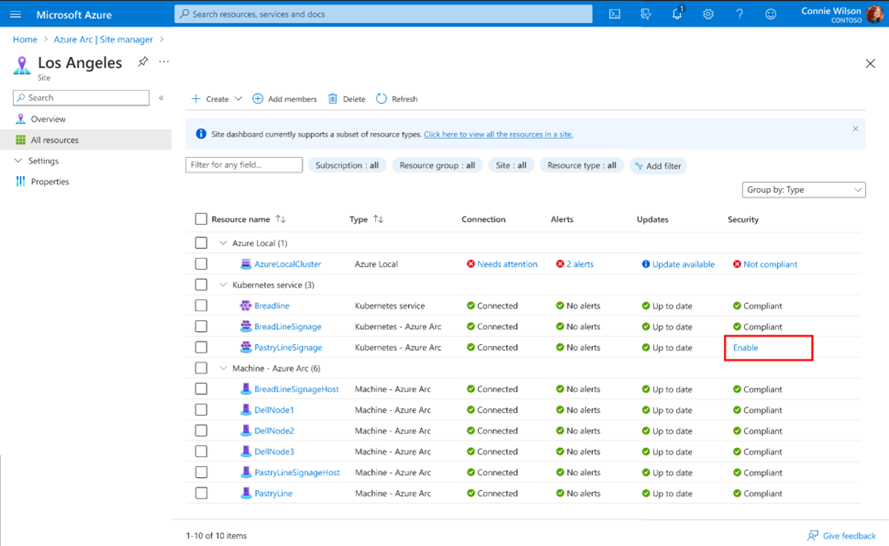 Microsoft Azure
Search resources, services and docs
1
Connie Wilson
CONTOSO
Home > Azure Arc | Site manager >
Los Angeles
Site
Search
Overview
All resources
Settings
Properties
Create
Add members
Delete
Refresh
Site dashboard currently supports a subset of resource types. Click here to view all the resources in a site.
Filter for any field...
Subscription : all
Resource group : all
Site : all
Resource type : all
Add filter
Group by: Type
Resource name Type Connection Alerts Updates Security
Azure Local (1)
AzureLocalCluster Azure Local Needs attention 2 alerts Update available Not compliant
Kubernetes service (3)
Breadline Kubernetes service Connected No alerts Up to date Compliant
BreadLineSignage Kubernetes - Azure Arc Connected No alerts Up to date Compliant
PastryLineSignage Kubernetes - Azure Arc Connected No alerts Up to date Enable
Machine - Azure Arc (6)
BreadLineSignageHost Machine - Azure Arc Connected No alerts Up to date Compliant
DellNode1 Machine - Azure Arc Connected No alerts Up to date Compliant
DellNode2 Machine - Azure Arc Connected No alerts Up to date Compliant
DellNode3 Machine - Azure Arc Connected No alerts Up to date Compliant
PastryLineSignageHost Machine - Azure Arc Connected No alerts Up to date Compliant
PastryLine Machine - Azure Arc Connected No alerts Up to date Compliant
1-10 of 10 items
Give feedback